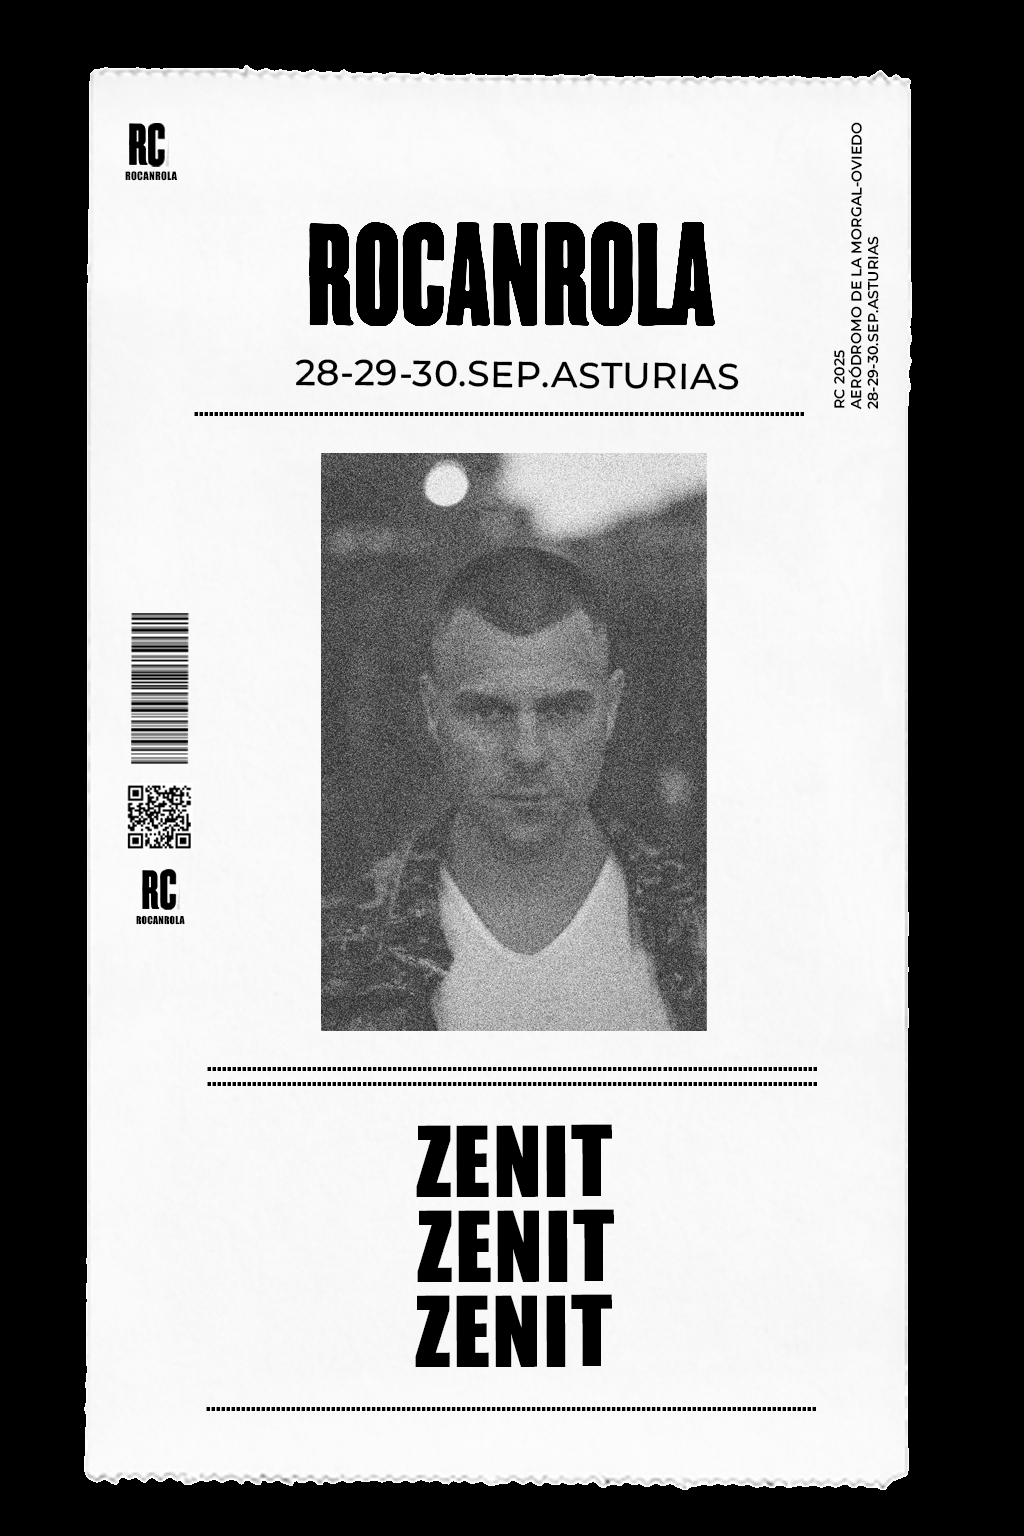 RC
ROCANROLA
ROCANROLA
28-29-30.SEP.ASTURIAS
RC 2025
AERÓDROMO DE LA MORGAL-OVIEDO
28-29-30.SEP.ASTURIAS
RC
ROCANROLA
ZENIT
ZENIT
ZENIT